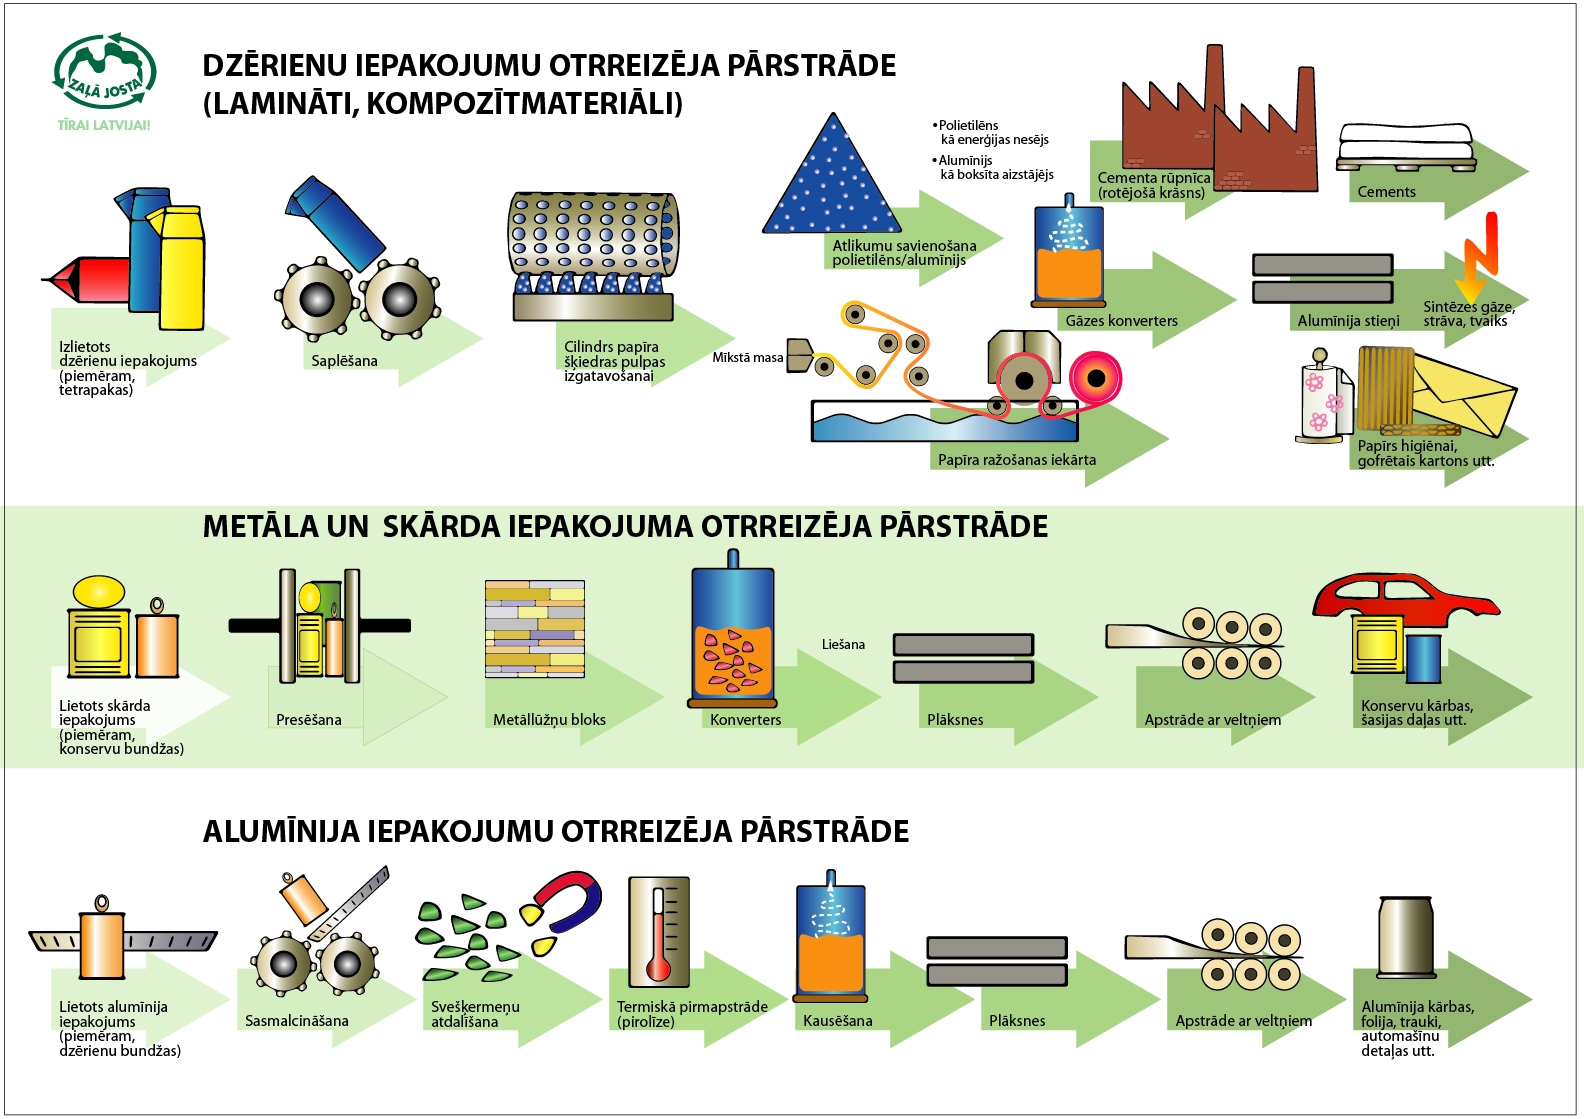 ZAĻĀ JOSTA
TĪRAI LATVIJAI!
DZĒRIENU IEPAKOJUMU OTRREIZĒJA PĀRSTRĀDE
(LAMINĀTI, KOMPOZĪTMATERIĀLI)
Izlietots
dzērienu iepakojums
(piemēram,
tetrapakas)
Saplēšana
Cilindrs papīra
šķiedras pulpas
izgatavošanai
Atlikumu savienošana
polietilēns/alumīnijs
•Polietilēns
kā enerģijas nesējs
•Alumīnijs
kā boksīta aizstājējs
Cementa rūpnīca
(rotējošā krāsns)
Cements
Gāzes konverters
Alumīnija stieņi
Sintēzes gāze,
strāva, tvaiks
Mīkstā masa
Papīra ražošanas iekārta
Papīrs higiēnai,
gofrētais kartons utt.
METĀLA UN SKĀRDA IEPAKOJUMA OTRREIZĒJA PĀRSTRĀDE
Lietots skārda
iepakojums
(piemēram,
konservu bundžas)
Presēšana
Metāllūžņu bloks
Konverters
Liešana
Plāksnes
Apstrāde ar veltņiem
Konservu kārbas,
šasijas daļas utt.
ALUMĪNIJA IEPAKOJUMU OTRREIZĒJA PĀRSTRĀDE
Lietots alumīnija
iepakojums
(piemēram,
dzērienu bundžas)
Sasmalcināšana
Svešķermeņu
atdalīšana
Termiskā pirmapstrāde
(pirolīze)
Kausēšana
Plāksnes
Apstrāde ar veltņiem
Alumīnija kārbas,
folija, trauki,
automašīnu
detaļas utt.